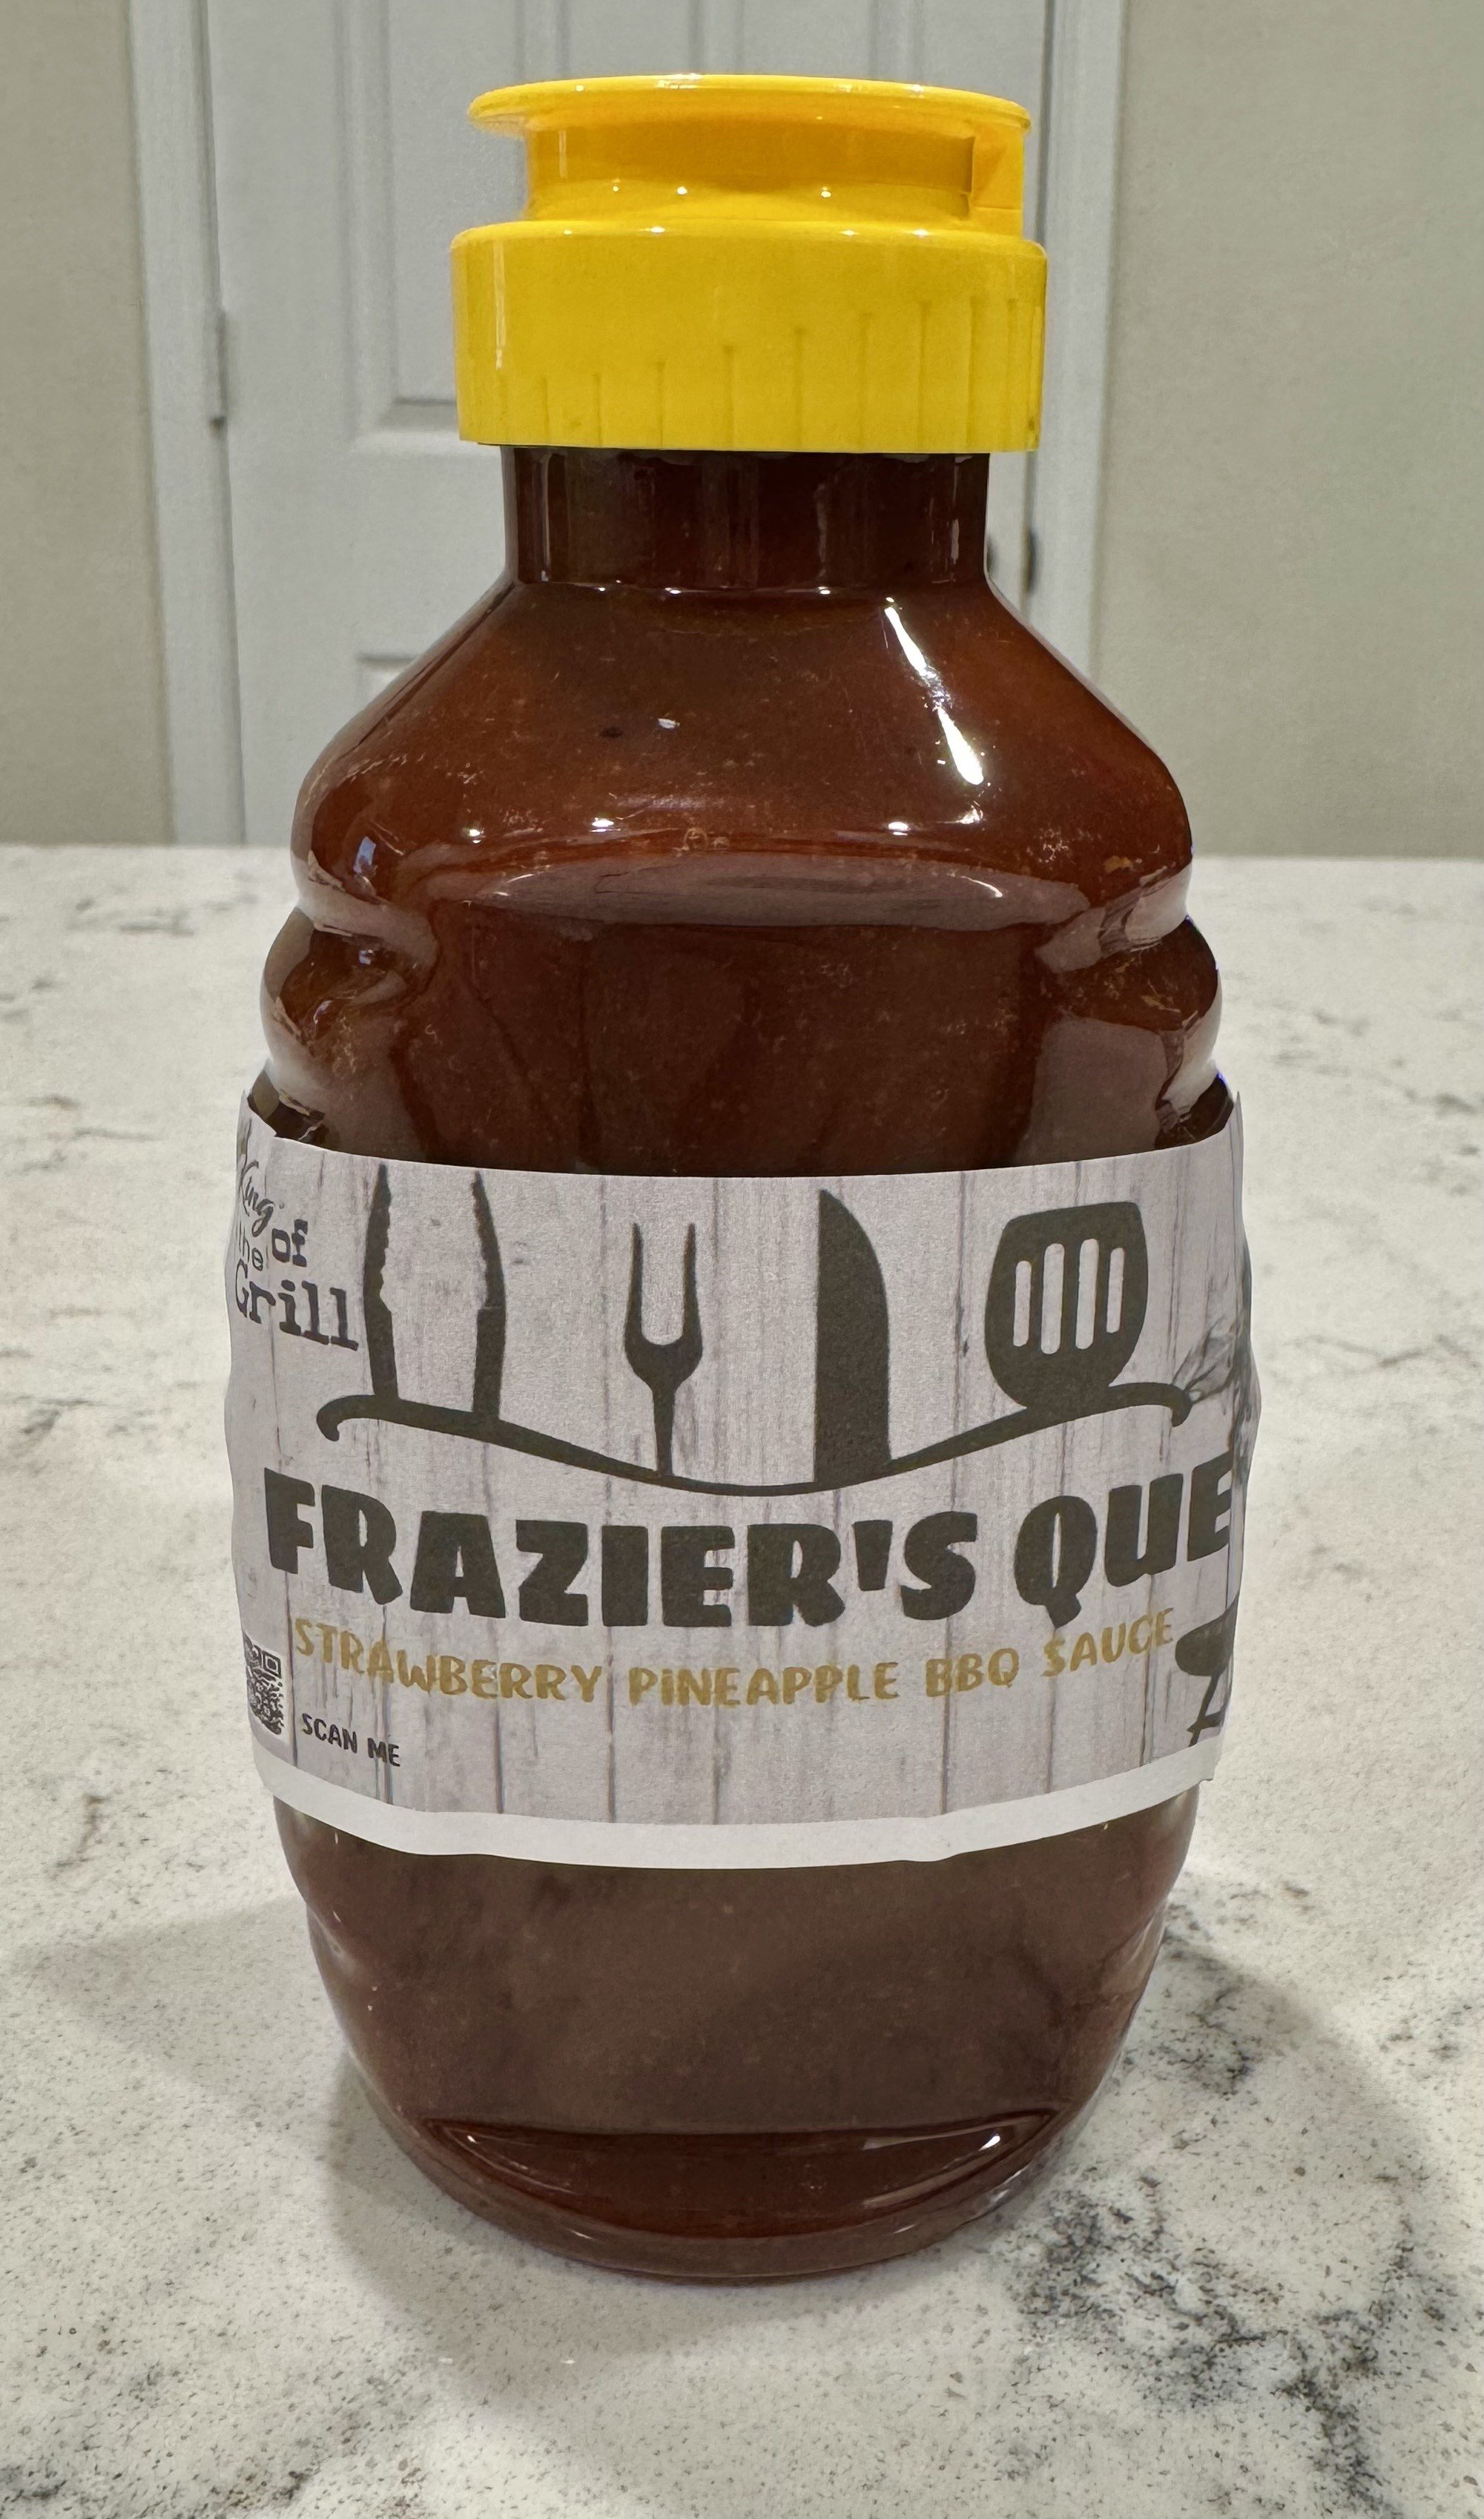 King of
the
Grill
FRAZIER'S QUE
STRAWBERRY PINEAPPLE BBQ SAUCE
SCAN ME